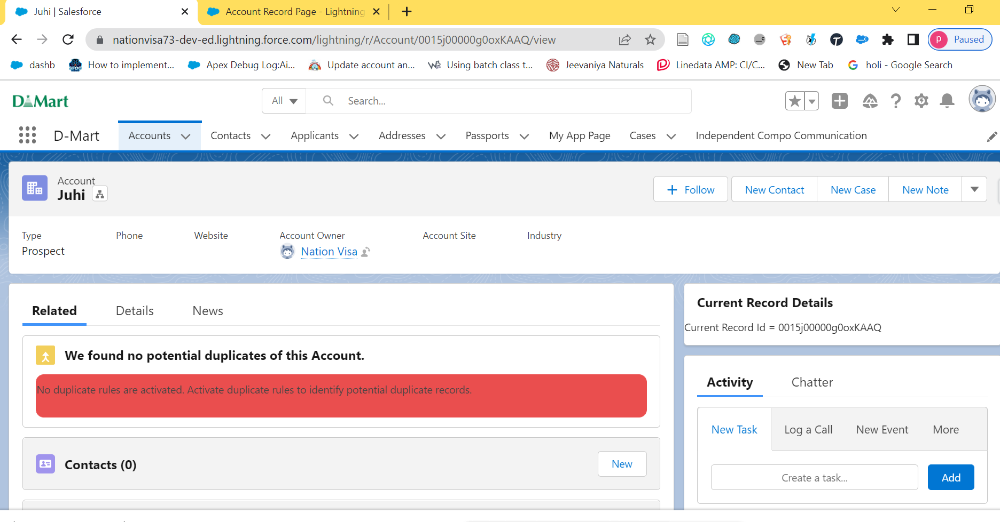 Juhi | Salesforce
Account Record Page - Lightning
nationvisa73-dev-ed.lightning.force.com/lightning/r/Account/0015j00000g0oxKAAQ/view
P Paused
dashb
How to implement...
Apex Debug Log:Ai...
Update account an...
Using batch class t...
Jeevaniya Naturals
Linedata AMP: CI/C...
New Tab
holi - Google Search
D Mart
All
Search...
D-Mart
Accounts
Contacts
Applicants
Addresses
Passports
My App Page
Cases
Independent Compo Communication
Account
Juhi
Follow
New Contact
New Case
New Note
Type
Phone
Website
Account Owner
Account Site
Industry
Prospect
Nation Visa
Related
Details
News
We found no potential duplicates of this Account.
No duplicate rules are activated. Activate duplicate rules to identify potential duplicate records.
Contacts (0)
New
Current Record Details
Current Record Id = 0015j00000g0oxKAAQ
Activity
Chatter
New Task
Log a Call
New Event
More
Create a task...
Add